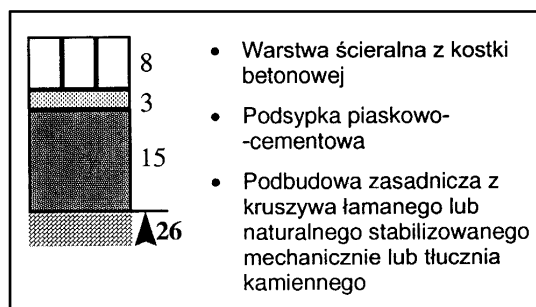 8
3
15
26
• Warstwa ścieralna z kostki
betonowej
• Podsypka piaskowo-
-cementowa
• Podbudowa zasadnicza z
kruszywa łamanego lub
naturalnego stabilizowanego
mechanicznie lub tłucznia
kamiennego